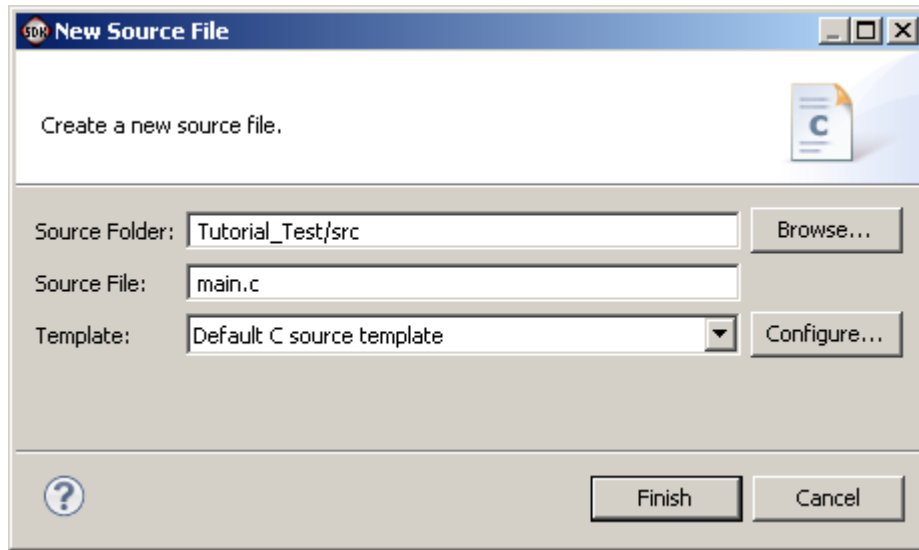 SDK New Source File
Create a new source file.
C
Source Folder: Tutorial_Test/src Browse...
Source File: main.c
Template: Default C source template Configure...
? Finish Cancel